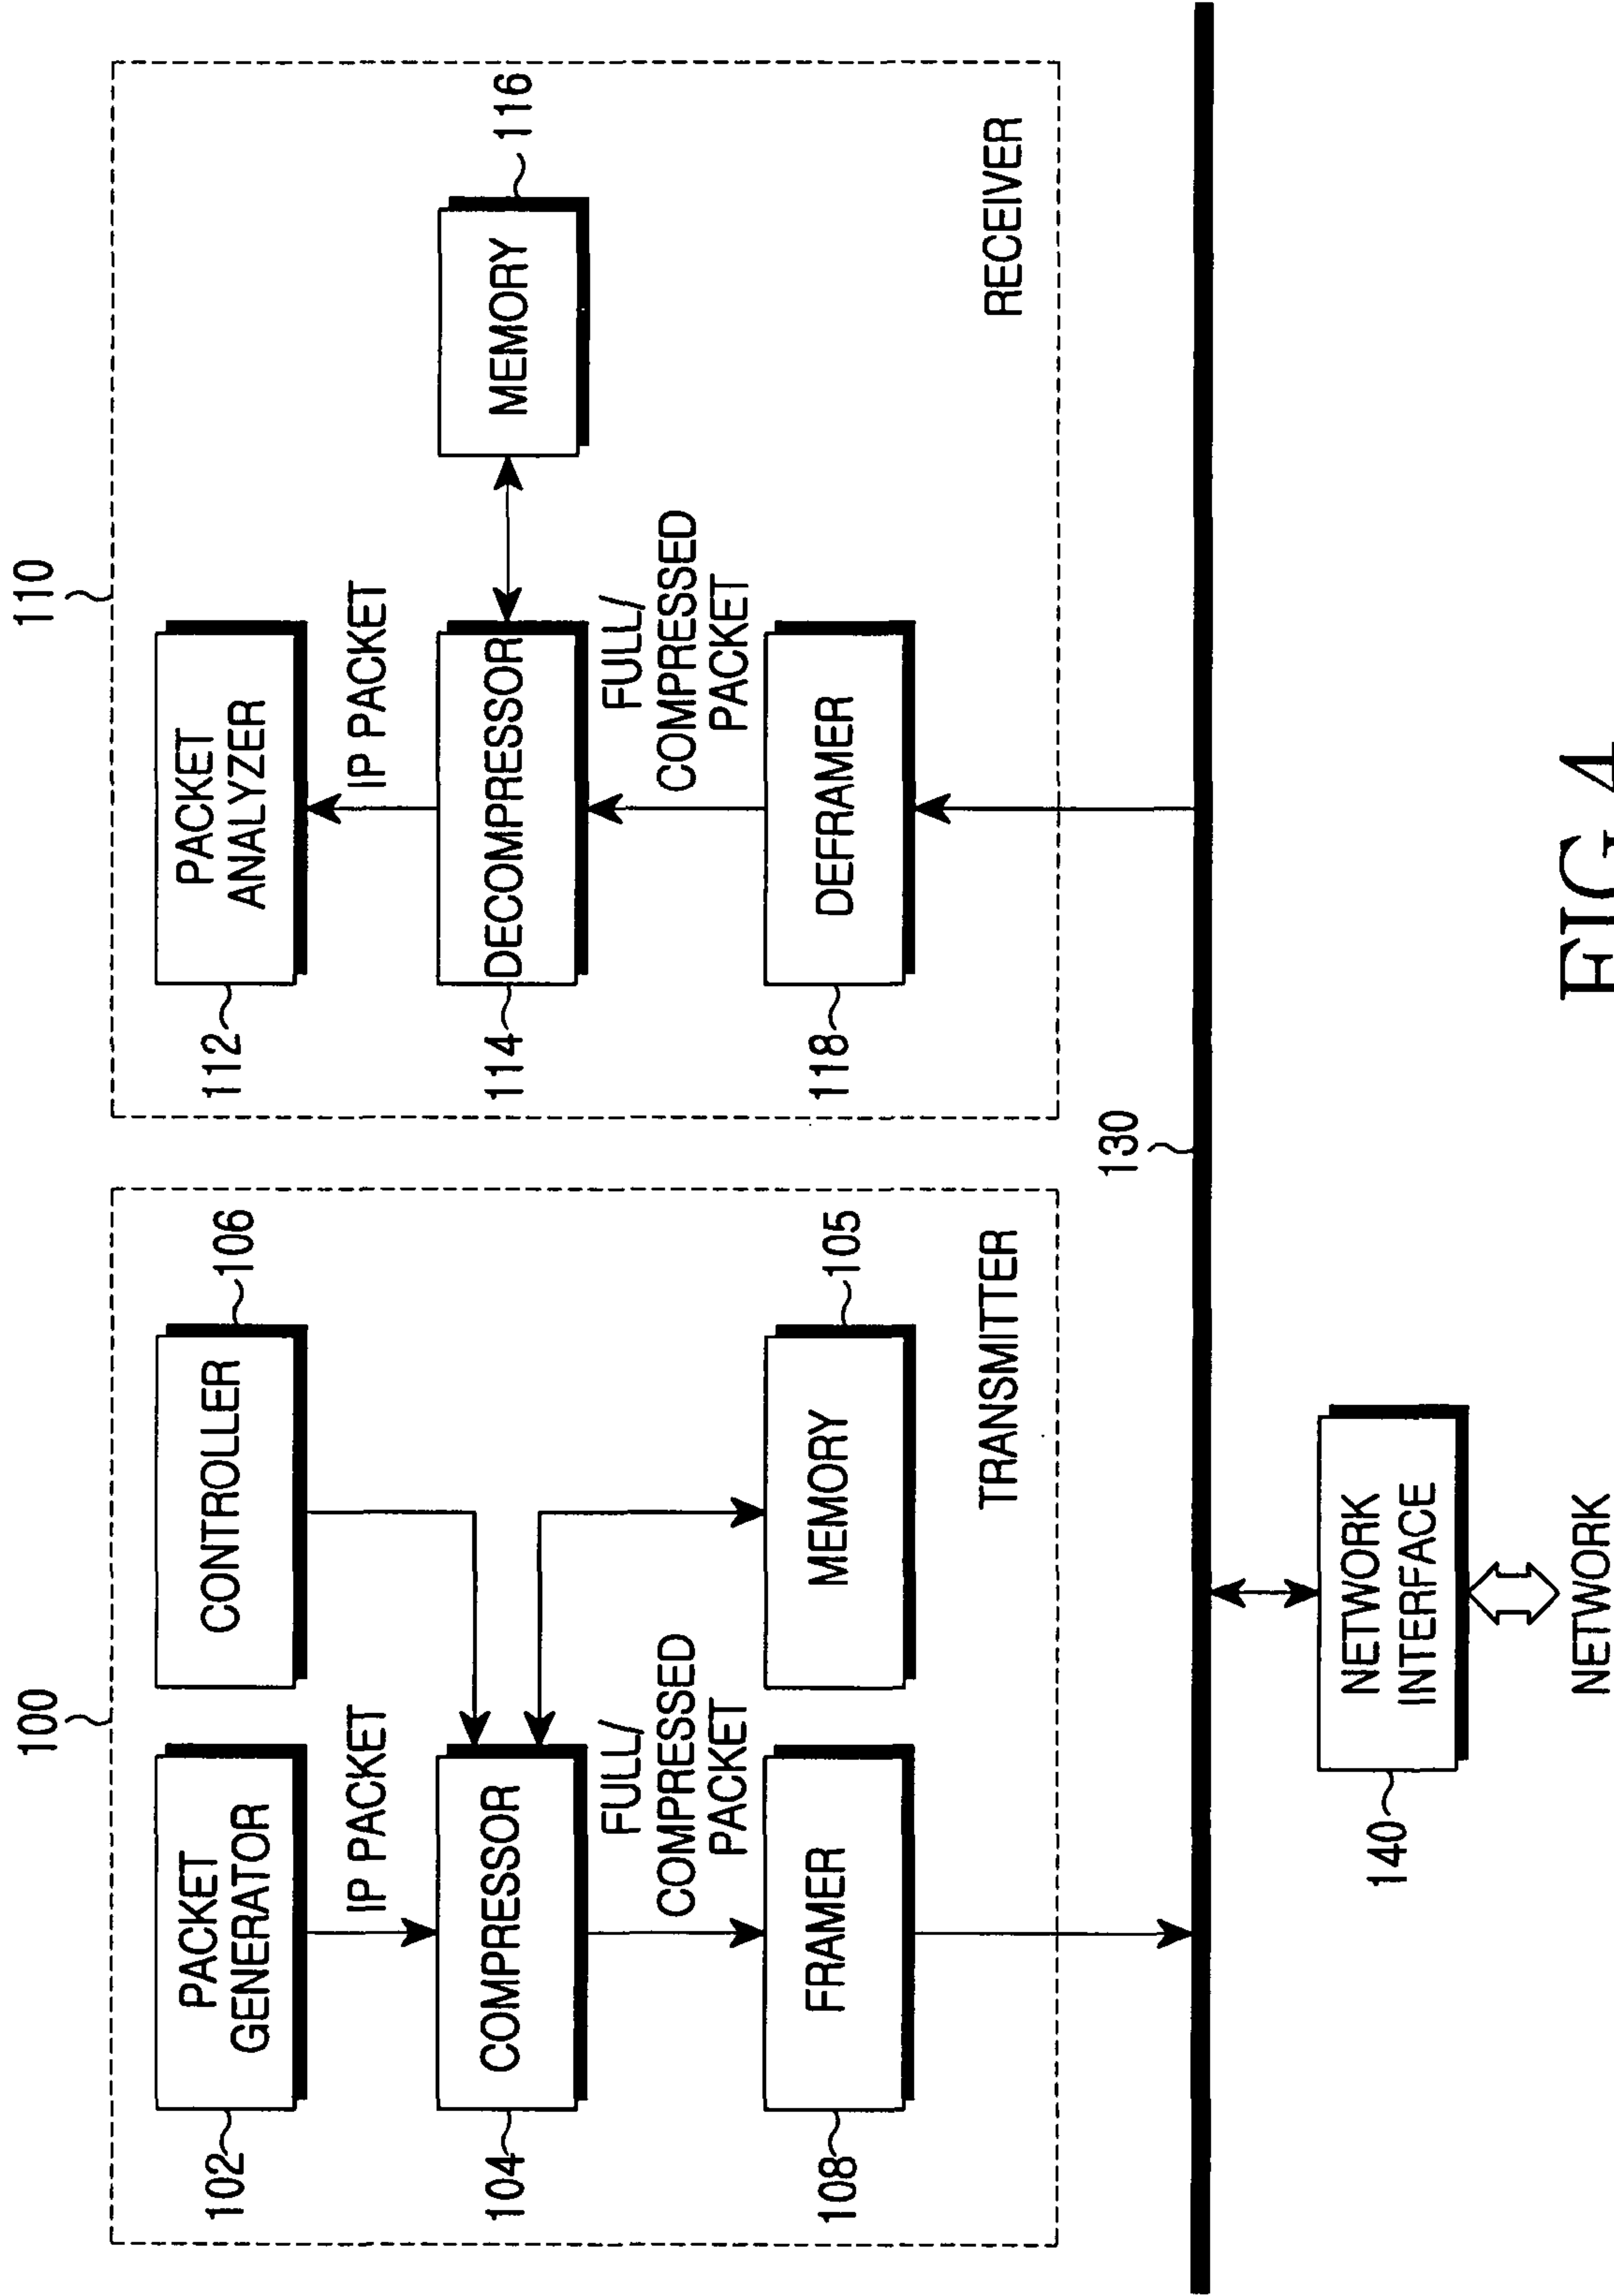 100
110
102
PACKET
GENERATOR
CONTROLLER
106
112
PACKET
ANALYZER
IP PACKET
IP PACKET
104
COMPRESSOR
114
DECOMPRESSOR
MEMORY
116
FULL/
COMPRESSED
PACKET
FULL/
COMPRESSED
PACKET
108
FRAMER
MEMORY
105
118
DEFRAMER
TRANSMITTER
RECEIVER
130
140
NETWORK
INTERFACE
NETWORK
FIG.4